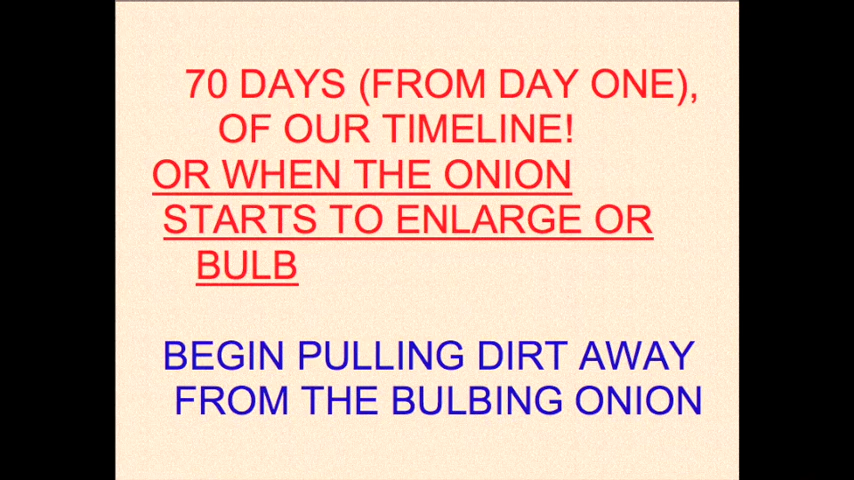 70 DAYS (FROM DAY ONE),
OF OUR TIMELINE!
OR WHEN THE ONION
STARTS TO ENLARGE OR
BULB
BEGIN PULLING DIRT AWAY
FROM THE BULBING ONION